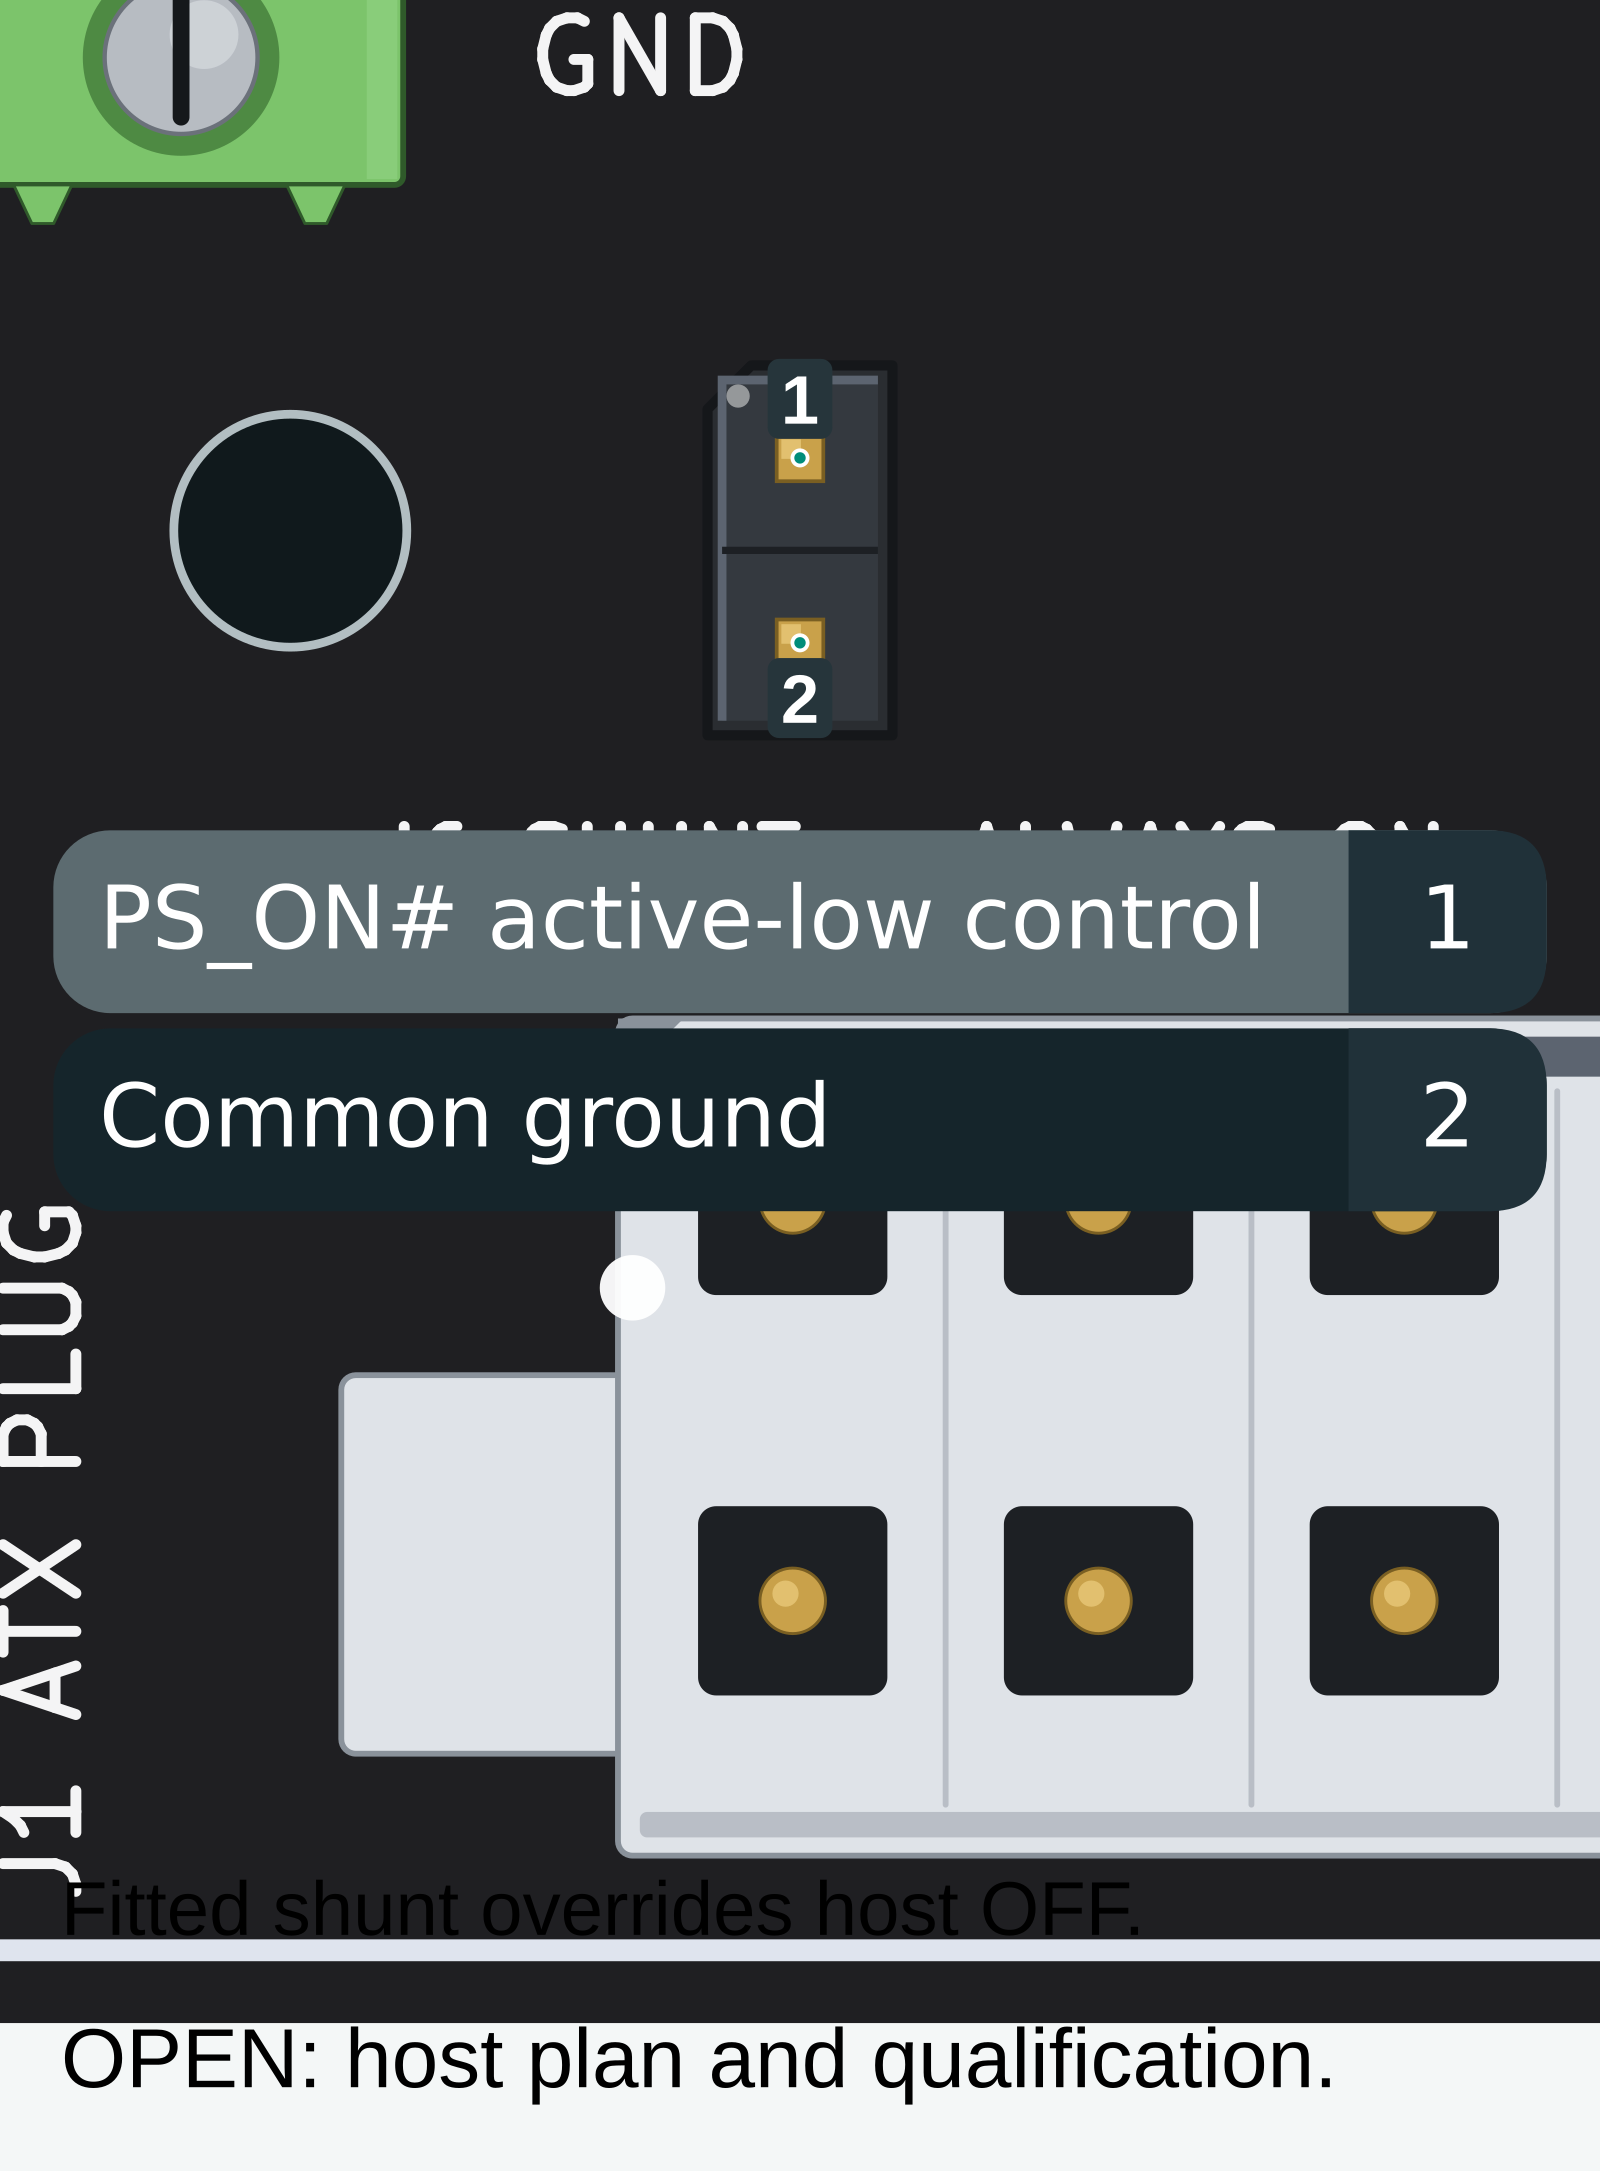 GND
1
2
PS_ON# active-low control 1
Common ground 2
J1 ATX PLUG
Fitted shunt overrides host OFF.
OPEN: host plan and qualification.